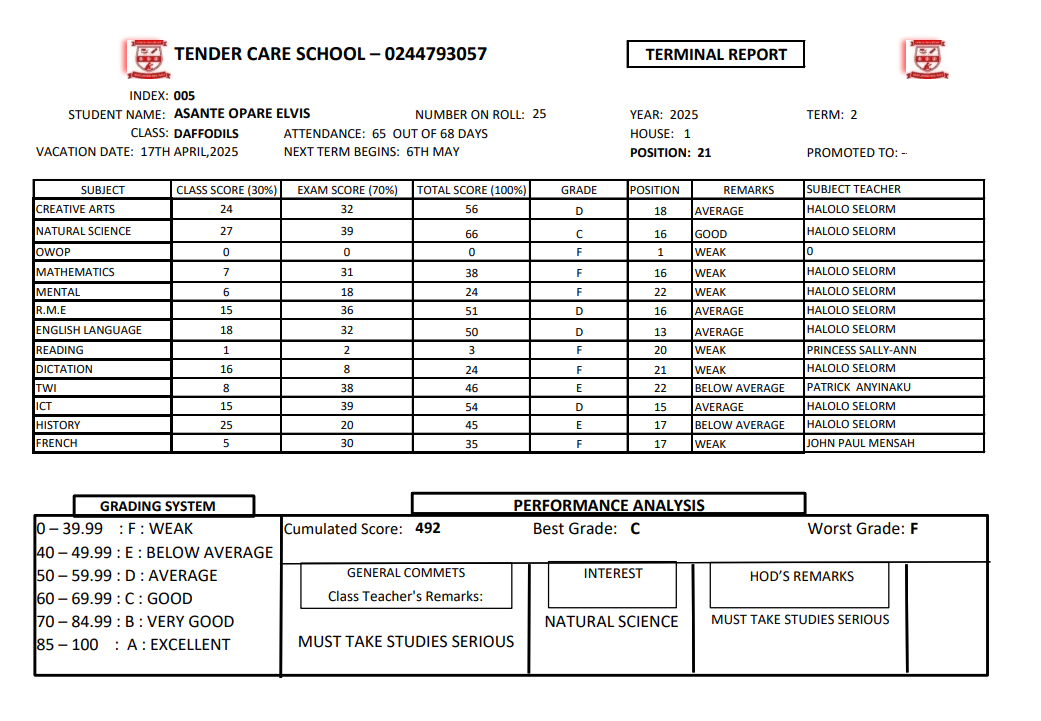 TENDER CARE SCHOOL – 0244793057
TERMINAL REPORT
INDEX: 005
STUDENT NAME: ASANTE OPARE ELVIS NUMBER ON ROLL: 25 YEAR: 2025 TERM: 2
CLASS: DAFFODILS ATTENDANCE: 65 OUT OF 68 DAYS HOUSE: 1
VACATION DATE: 17TH APRIL,2025 NEXT TERM BEGINS: 6TH MAY POSITION: 21 PROMOTED TO: --
SUBJECT CLASS SCORE (30%) EXAM SCORE (70%) TOTAL SCORE (100%) GRADE POSITION REMARKS SUBJECT TEACHER
CREATIVE ARTS 24 32 56 D 18 AVERAGE HALOLO SELORM
NATURAL SCIENCE 27 39 66 C 16 GOOD HALOLO SELORM
OWOP 0 0 0 F 1 WEAK 0
MATHEMATICS 7 31 38 F 16 WEAK HALOLO SELORM
MENTAL 6 18 24 F 22 WEAK HALOLO SELORM
R.M.E 15 36 51 D 16 AVERAGE HALOLO SELORM
ENGLISH LANGUAGE 18 32 50 D 13 AVERAGE HALOLO SELORM
READING 1 2 3 F 20 WEAK PRINCESS SALLY-ANN
DICTATION 16 8 24 F 21 WEAK HALOLO SELORM
TWI 8 38 46 E 22 BELOW AVERAGE PATRICK ANYINAKU
ICT 15 39 54 D 15 AVERAGE HALOLO SELORM
HISTORY 25 20 45 E 17 BELOW AVERAGE HALOLO SELORM
FRENCH 5 30 35 F 17 WEAK JOHN PAUL MENSAH
GRADING SYSTEM
0 – 39.99 : F : WEAK
40 – 49.99 : E : BELOW AVERAGE
50 – 59.99 : D : AVERAGE
60 – 69.99 : C : GOOD
70 – 84.99 : B : VERY GOOD
85 – 100 : A : EXCELLENT
PERFORMANCE ANALYSIS
Cumulated Score: 492 Best Grade: C Worst Grade: F
GENERAL COMMETS
Class Teacher's Remarks:
MUST TAKE STUDIES SERIOUS
INTEREST
NATURAL SCIENCE
HOD'S REMARKS
MUST TAKE STUDIES SERIOUS